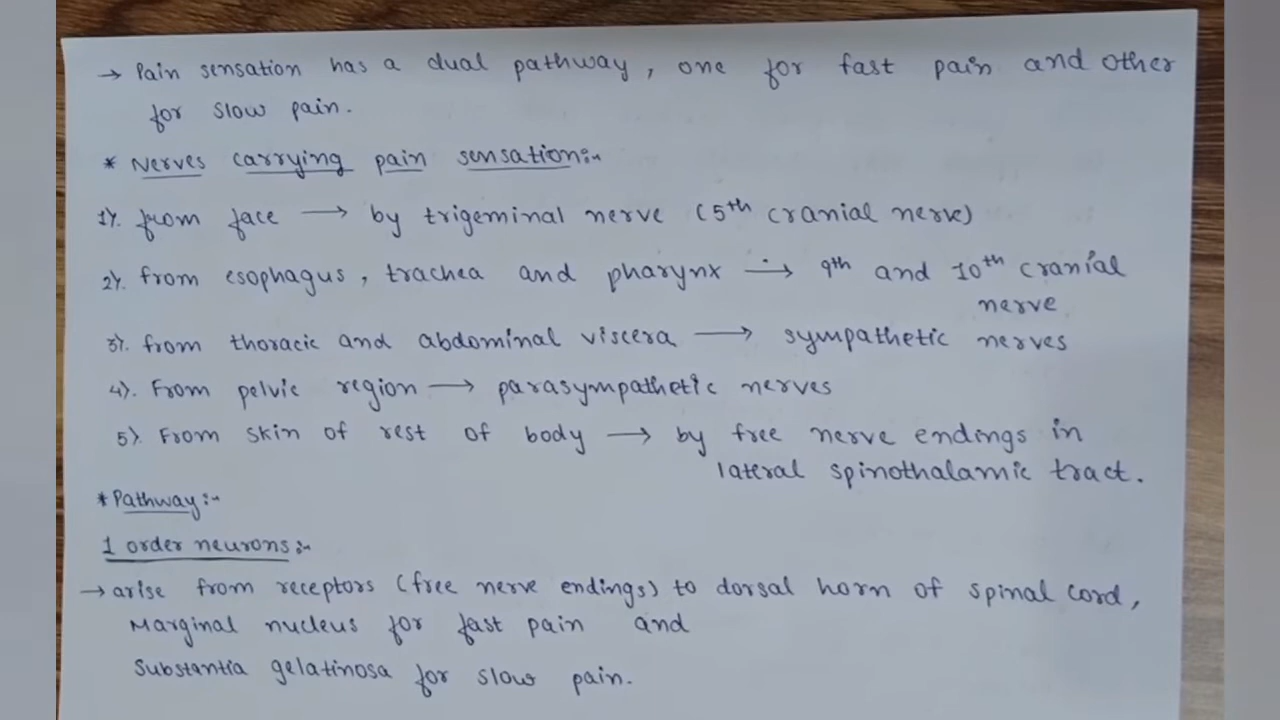 → Pain sensation has a dual pathway, one for fast pain and other
for slow pain.
* Nerves carrying pain sensation:-
1). from face → by trigeminal nerve (5th cranial nerve)
2). from esophagus, trachea and pharynx → 9th and 10th cranial
nerve
3). from thoracic and abdominal viscera → sympathetic nerves
4). From pelvic region → parasympathetic nerves
5). From skin of rest of body → by free nerve endings in
lateral spinothalamic tract.
* Pathway:-
1 order neurons:-
→ arise from receptors (free nerve endings) to dorsal horn of spinal cord,
Marginal nucleus for fast pain and
Substantia gelatinosa for slow pain.